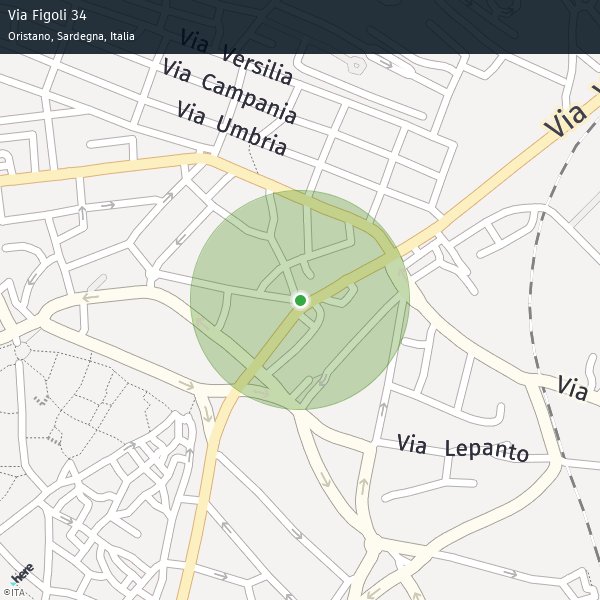 Via Figoli 34
Oristano, Sardegna, Italia
Via Versilia
Via Campania
Via Umbria
Via
Via
Via Lepanto
here
©ITA